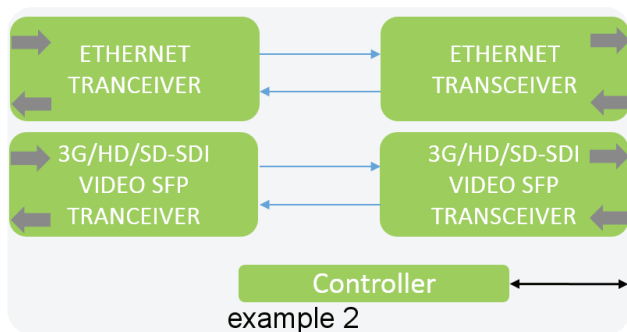 ETHERNET
TRANCEIVER
ETHERNET
TRANSCEIVER
3G/HD/SD-SDI
VIDEO SFP
TRANCEIVER
3G/HD/SD-SDI
VIDEO SFP
TRANSCEIVER
Controller
example 2